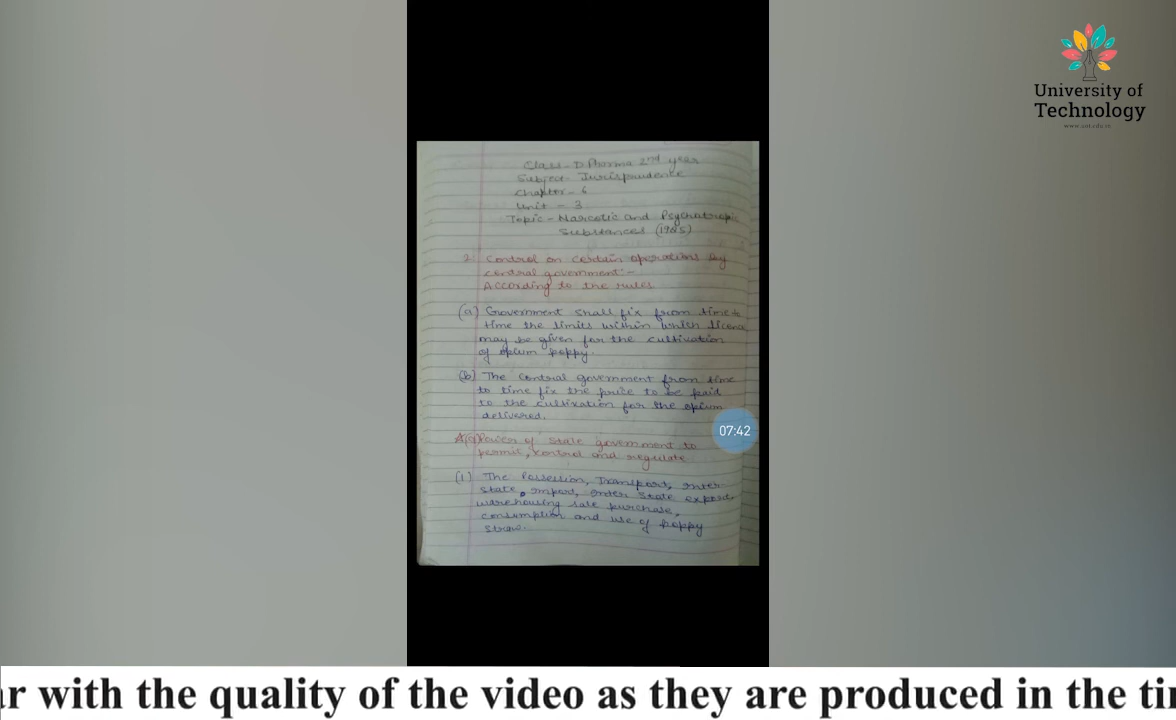 University of
Technology
www.uot.edu.in
Class - D Pharma 2nd year
Subject - Jurisprudence
Chapter - 6
Unit - 3
Topic - Narcotic and Psychotropic
Substances (1985)
2. Control on certain operations by
central government:-
According to the rules
(a) Government shall fix from time to
time the limits within which licence
may be given for the cultivation
of opium poppy.
(b) The central government from time
to time fix the price to be paid
to the cultivation for the opium
delivered.
07:42
Power of state government to
permit, control and regulate
(1) The Possession, Transport, inter
state import, inter state export,
warehousing sale purchase,
consumption and use of poppy
straw.
ar with the quality of the video as they are produced in the ti